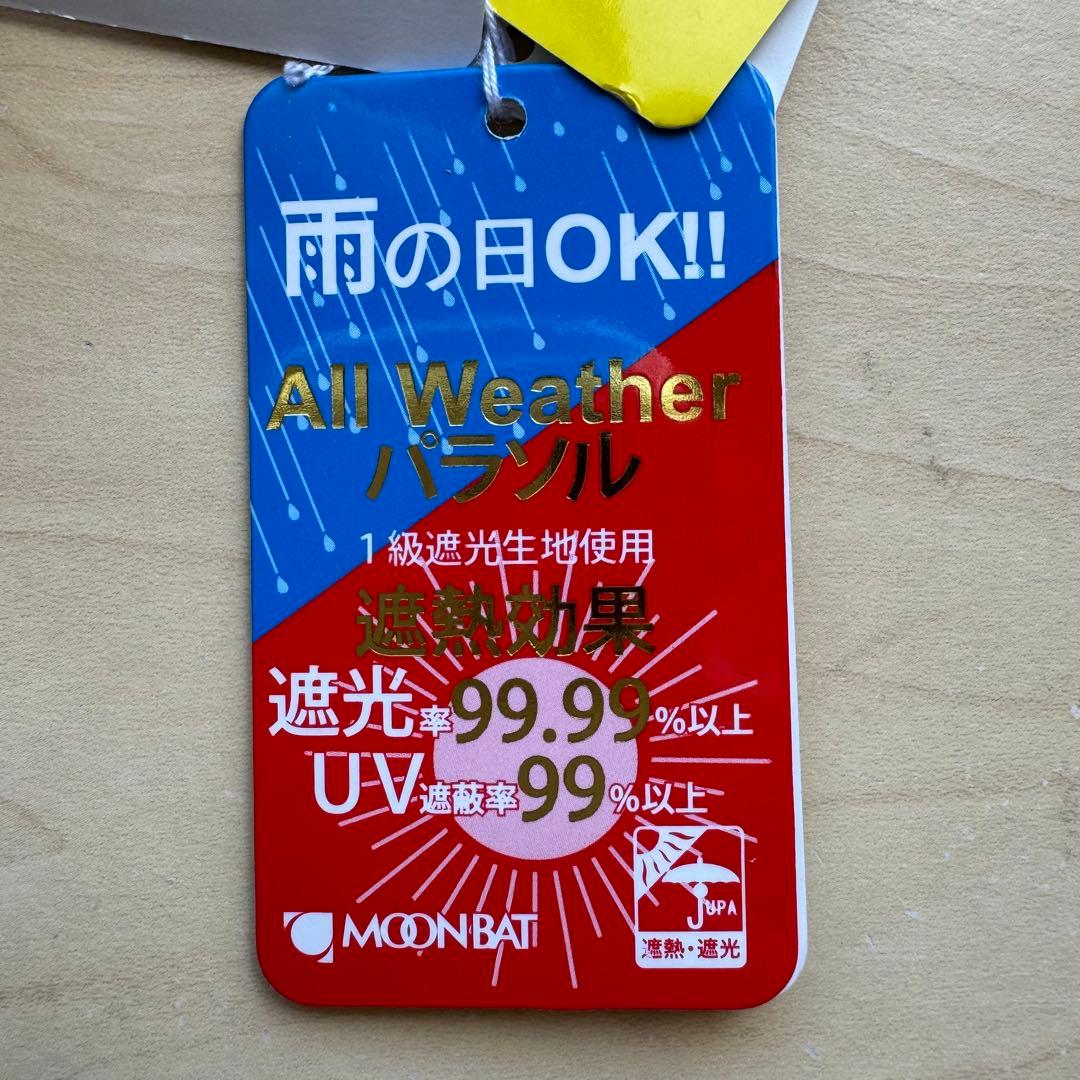 雨の日OK!!
All Weather
パラソル
1級遮光生地使用
遮熱効果
遮光率99.99%以上
UV遮蔽率99%以上
JUPA
MOONBAT
遮熱・遮光